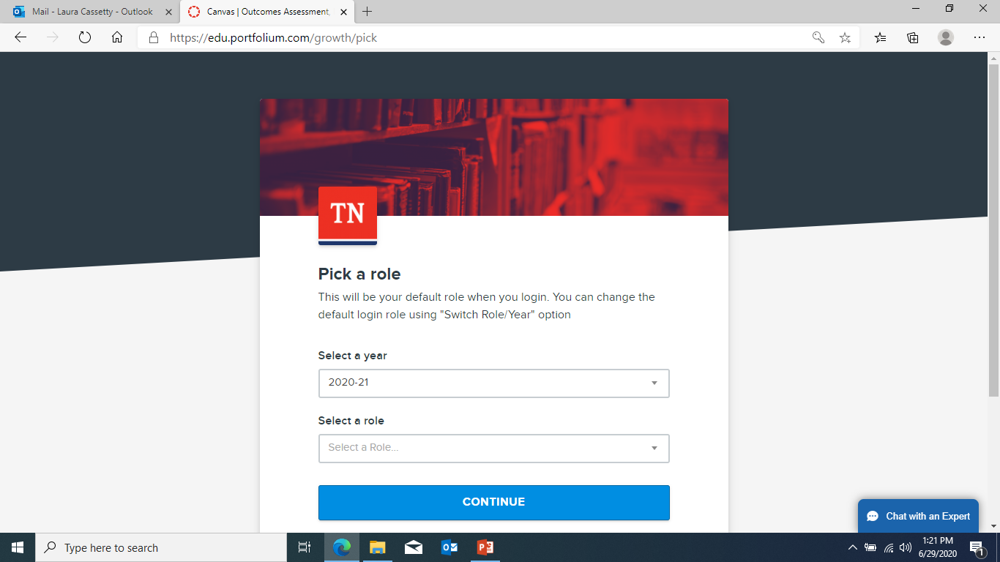 Mail - Laura Cassetty - Outlook
Canvas | Outcomes Assessment,
https://edu.portfolium.com/growth/pick
TN
Pick a role
This will be your default role when you login. You can change the
default login role using "Switch Role/Year" option
Select a year
2020-21
Select a role
Select a Role...
CONTINUE
Chat with an Expert
Type here to search
1:21 PM
6/29/2020
1